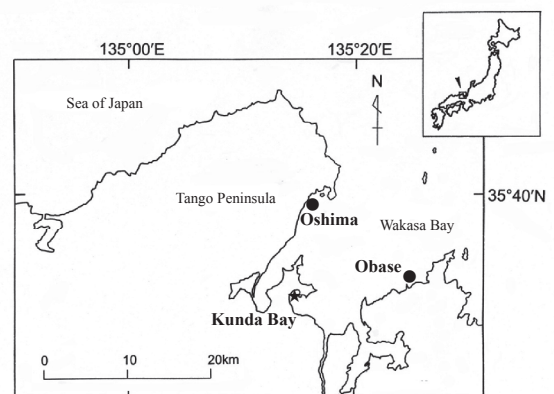 135°00'E
135°20'E
Sea of Japan
N
Tango Peninsula
35°40'N
Oshima
Wakasa Bay
Obase
Kunda Bay
0 10 20km